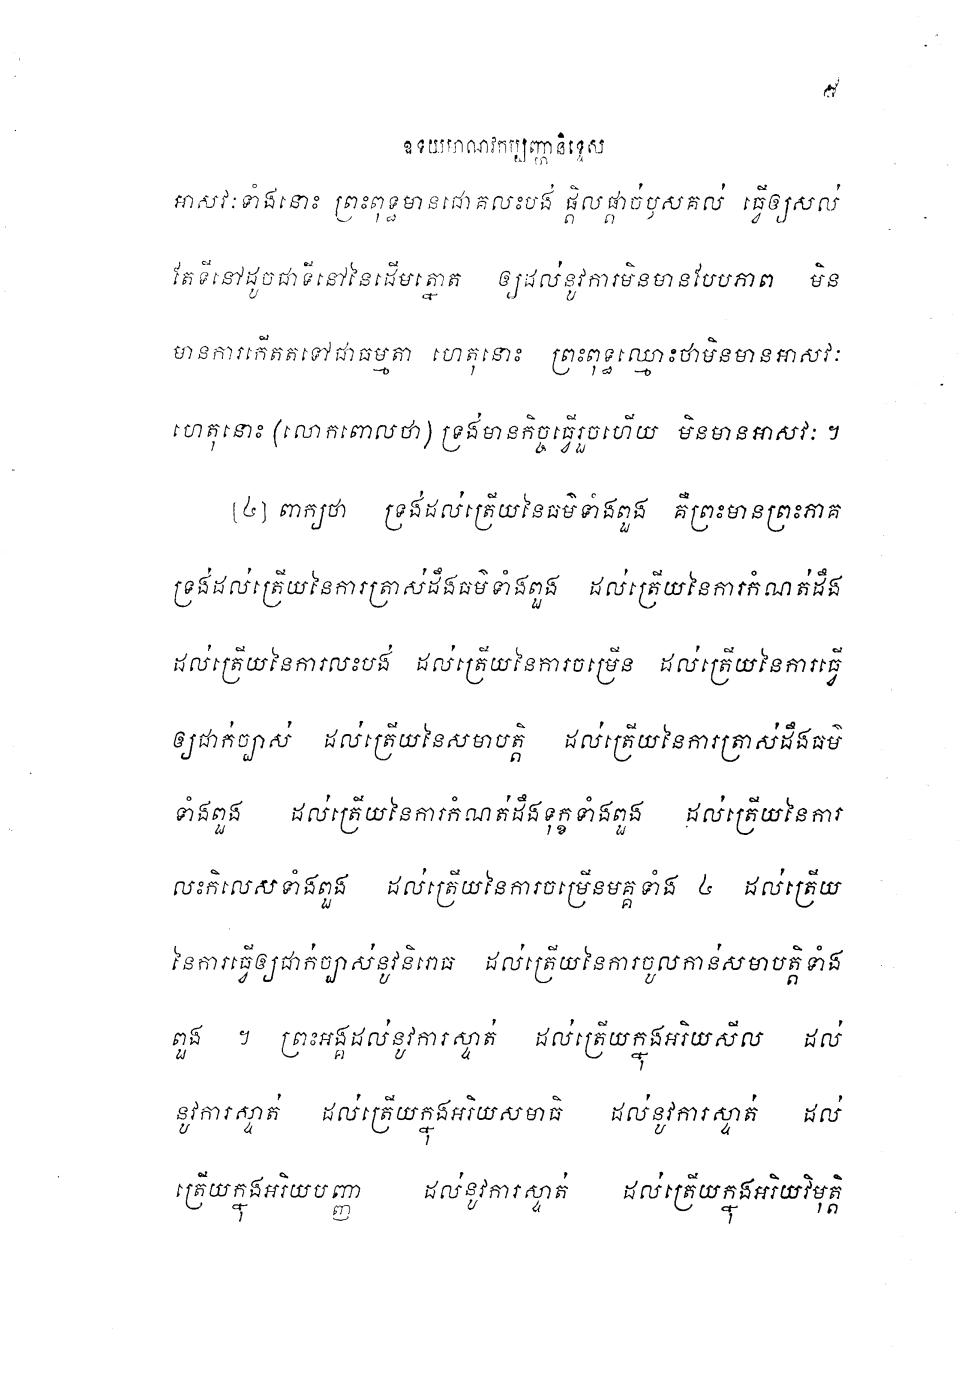 ៩
ឧទយមាណវកប្បញ្ហានិទ្ទេស
អាសវៈទាំងនោះ ព្រះពុទ្ធមានជោគលះបង់ ផ្តិលផ្តាច់ឫសគល់ ធ្វើឲ្យសល់
តែទីនៅដូចជាទីនៅនៃដើមត្នោត ឲ្យដល់នូវការមិនមានបែបភាព មិន
មានការកើតតទៅជាធម្មតា ហេតុនោះ ព្រះពុទ្ធឈ្មោះថាមិនមានអាសវៈ
ហេតុនោះ (លោកពោលថា) ទ្រង់មានកិច្ចធ្វើរួចហើយ មិនមានអាសវៈ ។
[៤] ពាក្យថា ទ្រង់ដល់ត្រើយនៃធម៌ទាំងពួង គឺព្រះមានព្រះភាគ
ទ្រង់ដល់ត្រើយនៃការត្រាស់ដឹងធម៌ទាំងពួង ដល់ត្រើយនៃការកំណត់ដឹង
ដល់ត្រើយនៃការលះបង់ ដល់ត្រើយនៃការចម្រើន ដល់ត្រើយនៃការធ្វើ
ឲ្យជាក់ច្បាស់ ដល់ត្រើយនៃសមាបត្តិ ដល់ត្រើយនៃការត្រាស់ដឹងធម៌
ទាំងពួង ដល់ត្រើយនៃការកំណត់ដឹងទុក្ខទាំងពួង ដល់ត្រើយនៃការ
លះកិលេសទាំងពួង ដល់ត្រើយនៃការចម្រើនមគ្គទាំង ៤ ដល់ត្រើយ
នៃការធ្វើឲ្យជាក់ច្បាស់នូវនិរោធ ដល់ត្រើយនៃការចូលកាន់សមាបត្តិទាំង
ពួង ។ ព្រះអង្គដល់នូវការស្ទាត់ ដល់ត្រើយក្នុងអរិយសីល ដល់
នូវការស្ទាត់ ដល់ត្រើយក្នុងអរិយសមាធិ ដល់នូវការស្ទាត់ ដល់
ត្រើយក្នុងអរិយបញ្ញា ដល់នូវការស្ទាត់ ដល់ត្រើយក្នុងអរិយវិមុត្តិ